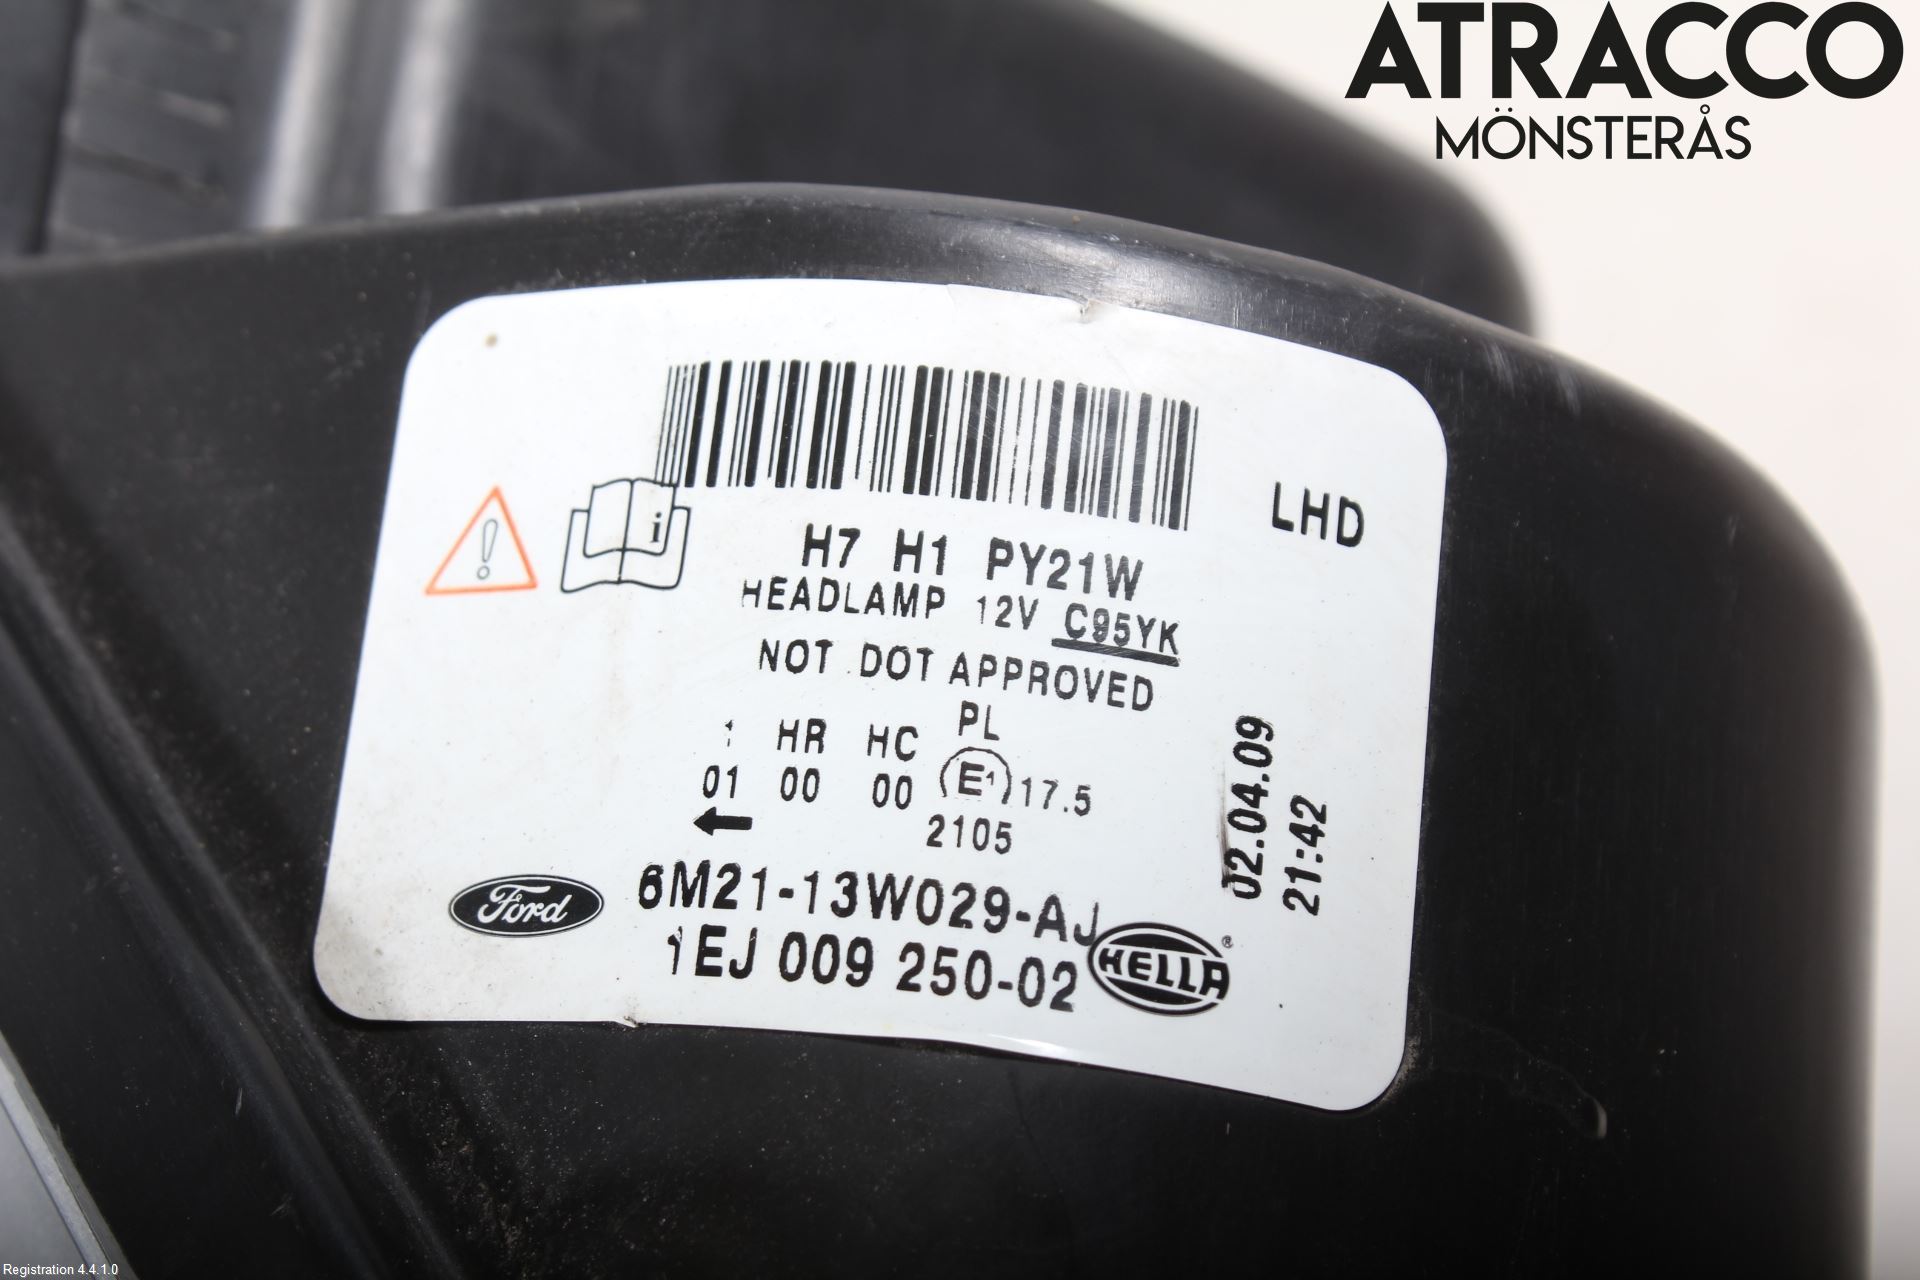 ATRACCO
MÖNSTERÅS
LHD
i
H7 H1 PY21W
HEADLAMP 12V C95YK
NOT DOT APPROVED
PL
1 HR HC
01 00 00 E1 17.5
2105
02.04.09
21:42
Ford
6M21-13W029-AJ
1EJ 009 250-02
HELLA ®
Registration 4.4.1.0